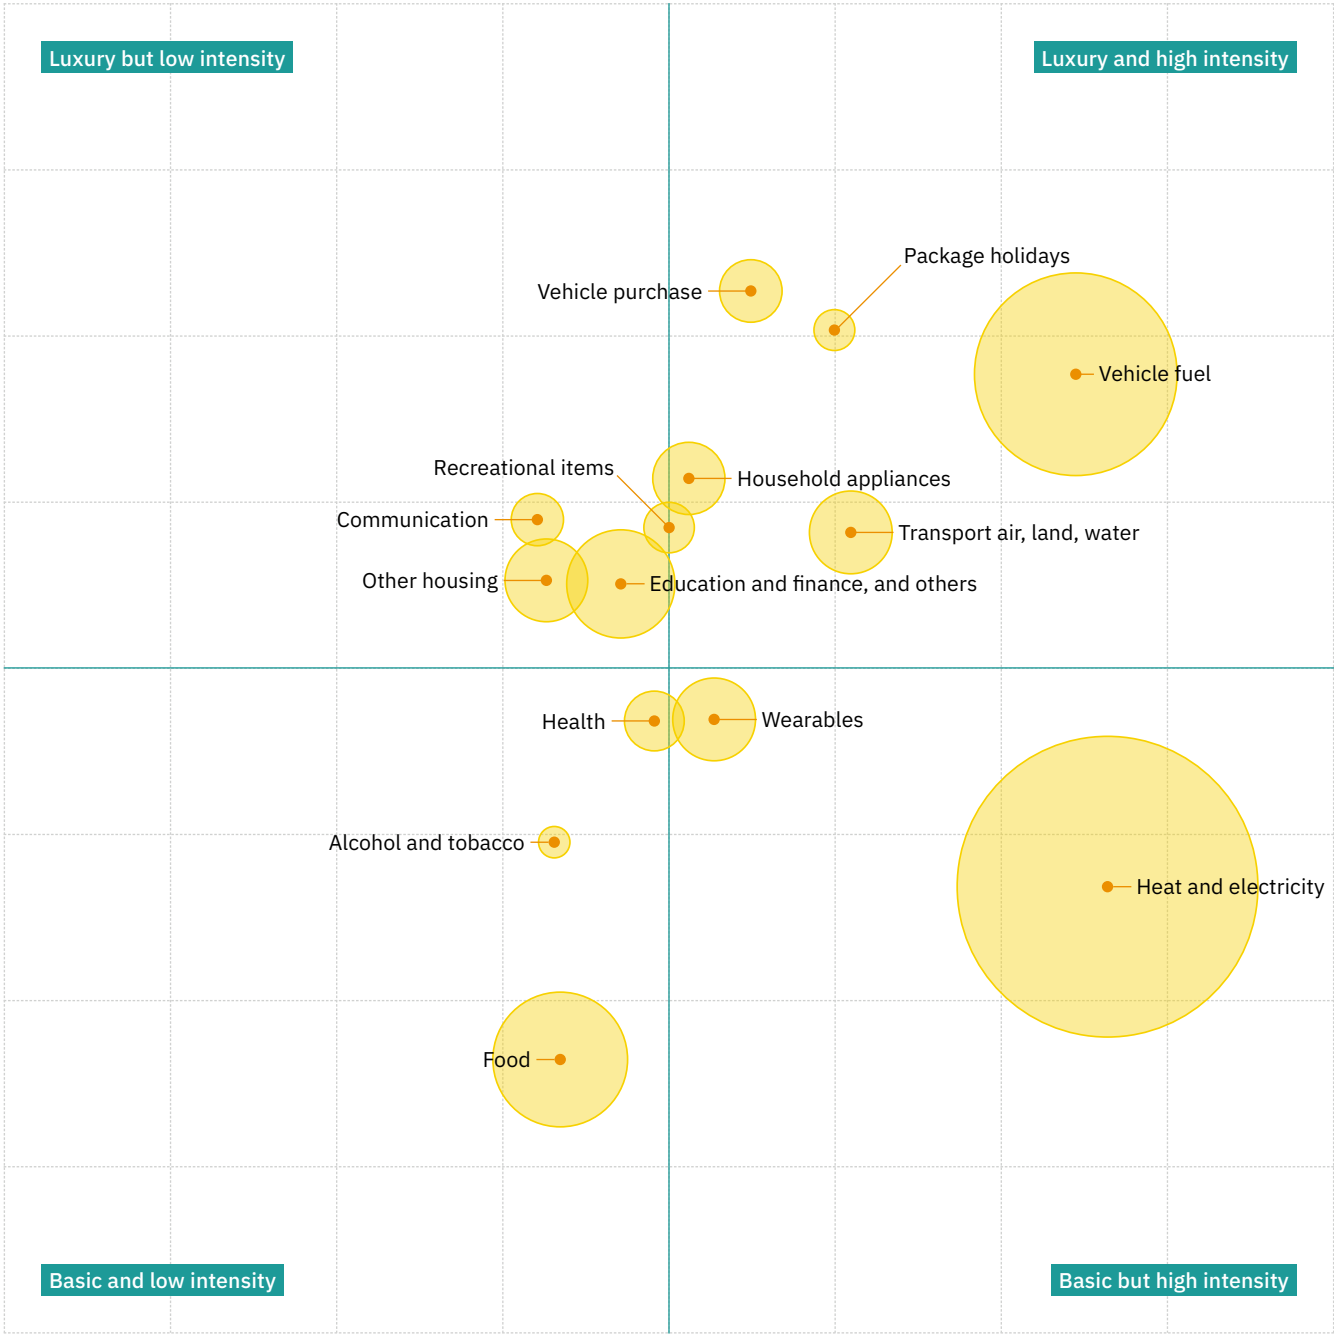 Luxury but low intensity
Luxury and high intensity
Package holidays
Vehicle purchase
Vehicle fuel
Recreational items
Household appliances
Communication
Transport air, land, water
Other housing
Education and finance, and others
Health
Wearables
Alcohol and tobacco
Heat and electricity
Food
Basic and low intensity
Basic but high intensity